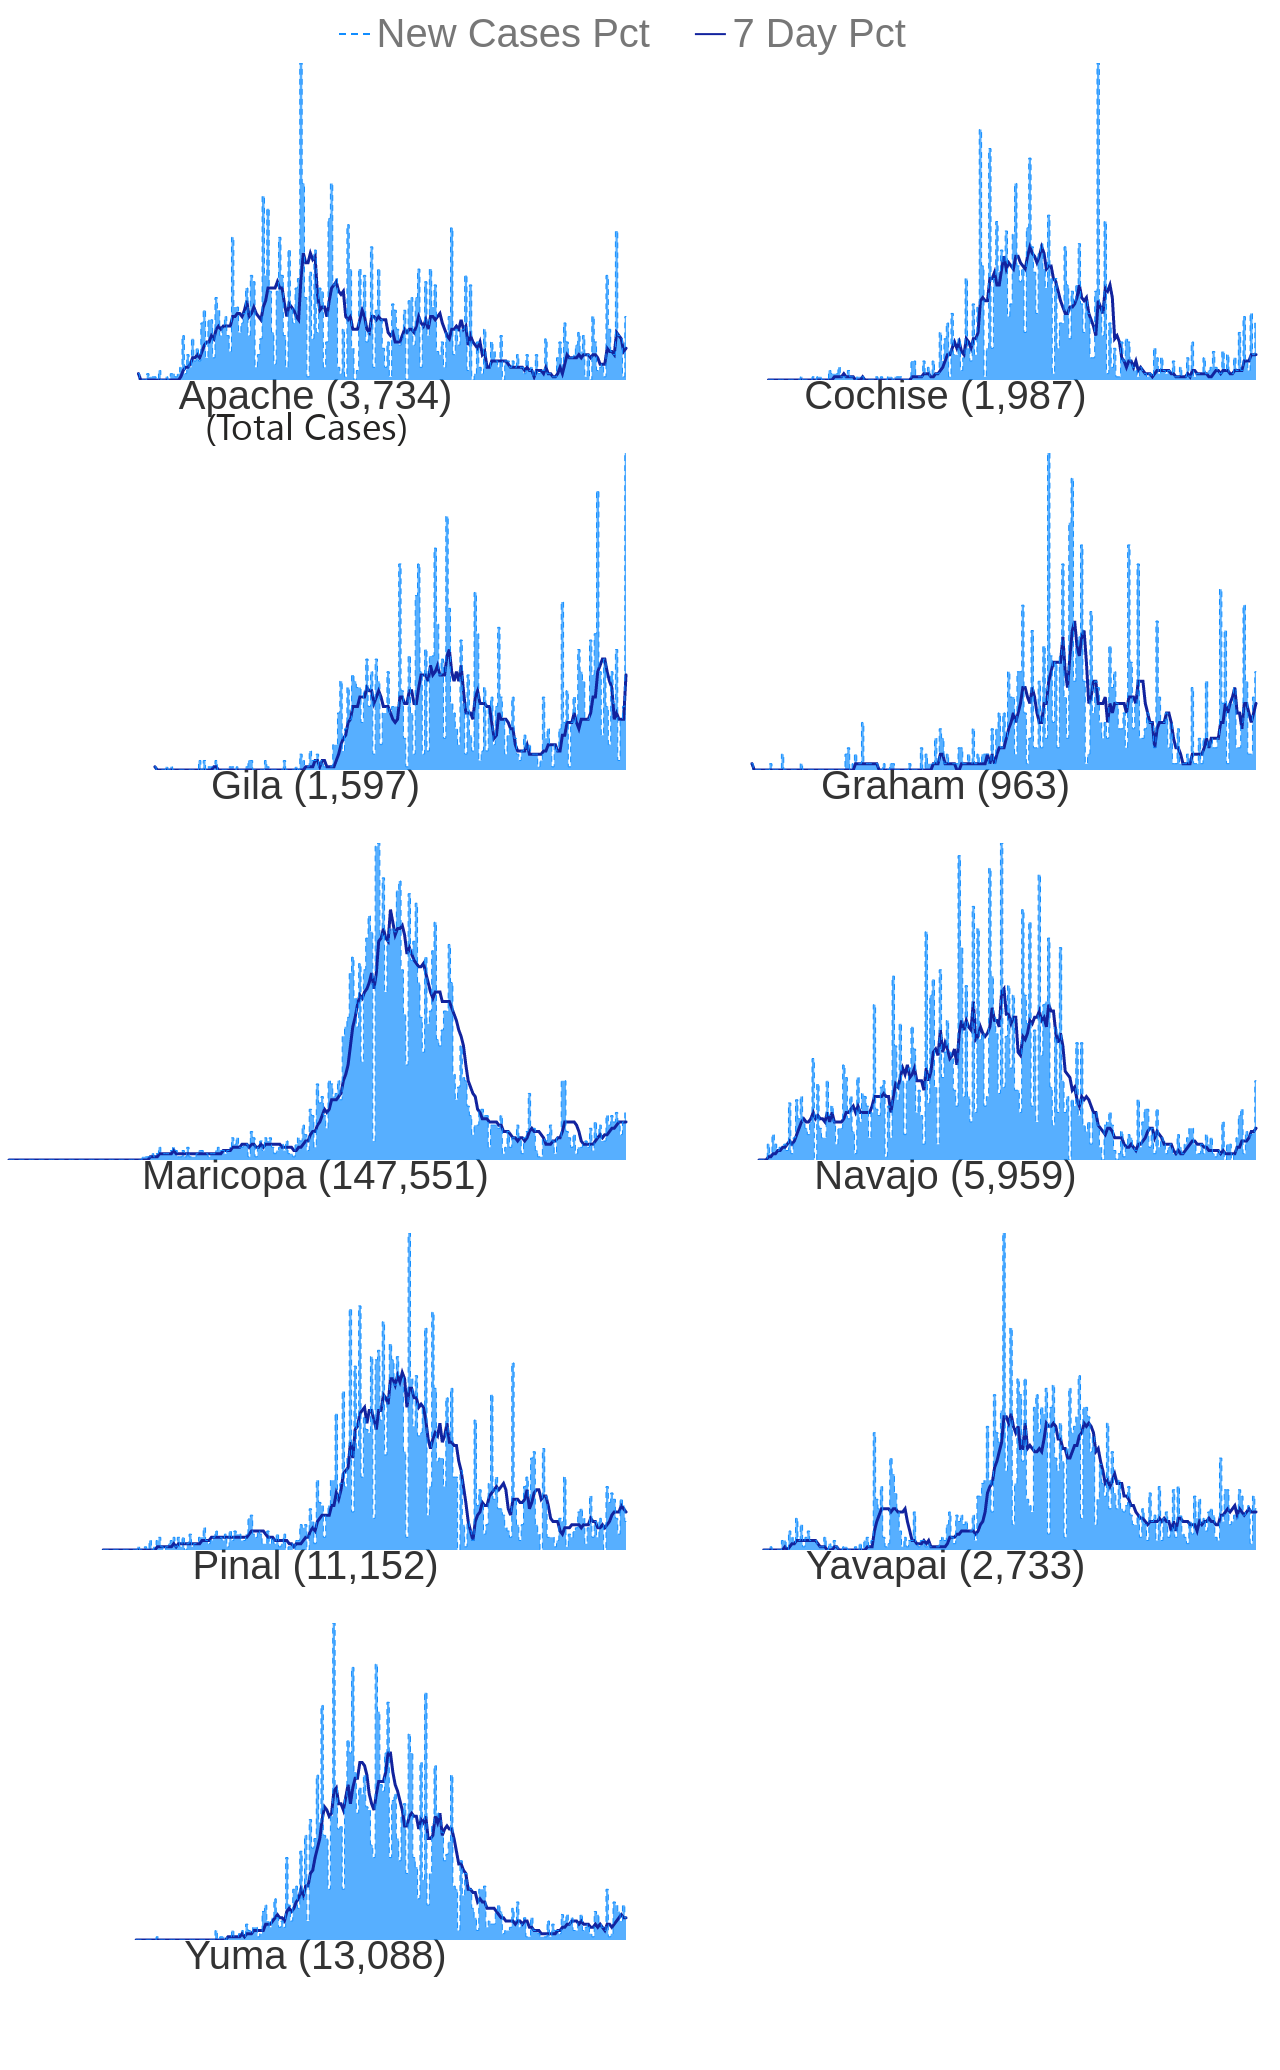 New Cases Pct 7 Day Pct
Apache (3,734) Cochise (1,987)
(Total Cases)
Gila (1,597) Graham (963)
Maricopa (147,551) Navajo (5,959)
Pinal (11,152) Yavapai (2,733)
Yuma (13,088)